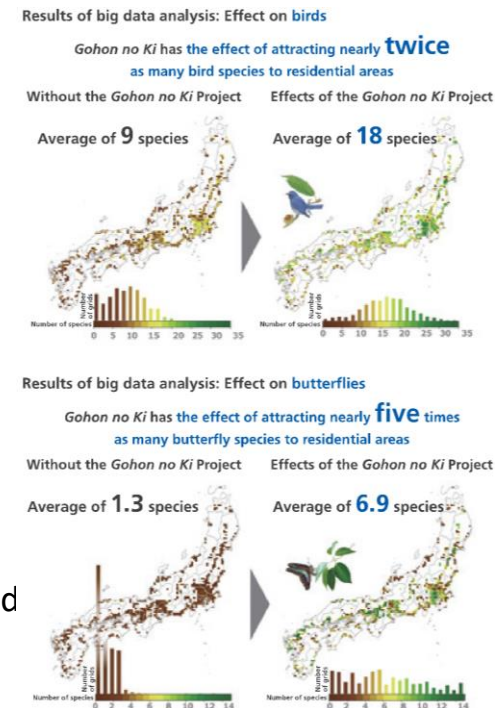 Results of big data analysis: Effect on birds
Gohon no Ki has the effect of attracting nearly twice
as many bird species to residential areas
Without the Gohon no Ki Project
Effects of the Gohon no Ki Project
Average of 9 species
Average of 18 species
Number of grids
Number of species
0 5 10 15 20 25 30 35
Number of grids
Number of species
0 5 10 15 20 25 30 35
Results of big data analysis: Effect on butterflies
Gohon no Ki has the effect of attracting nearly five times
as many butterfly species to residential areas
Without the Gohon no Ki Project
Effects of the Gohon no Ki Project
Average of 1.3 species
Average of 6.9 species
d
Number of grids
Number of species
0 2 4 6 8 10 12 14
Number of grids
Number of species
0 2 4 6 8 10 12 14